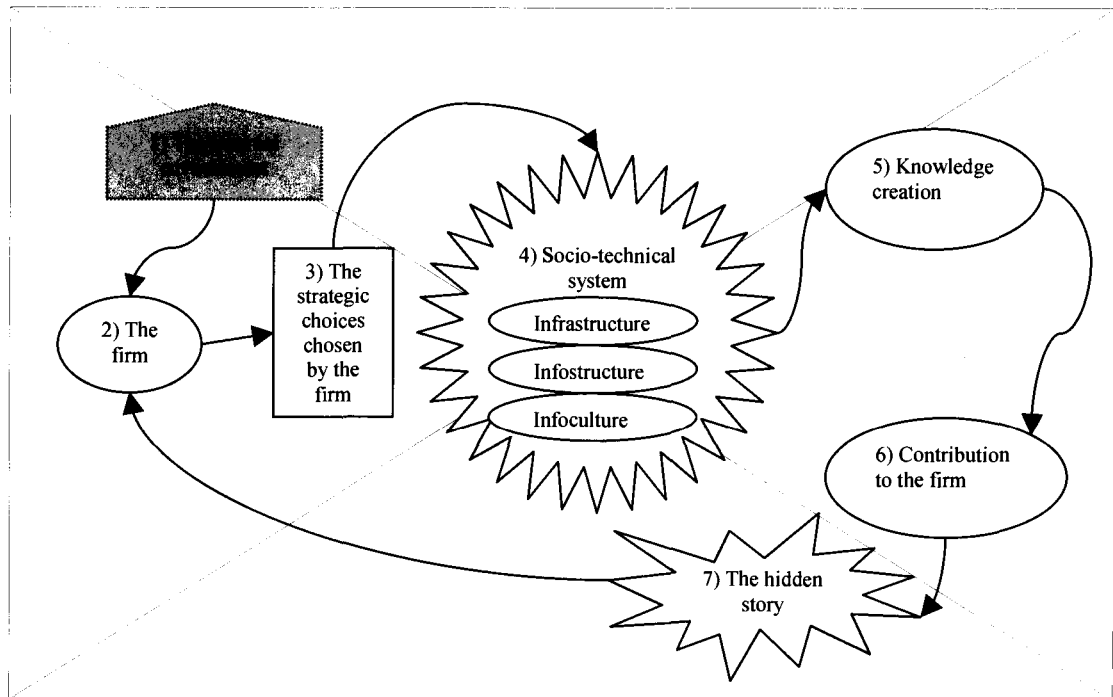 2) The
firm
3) The
strategic
choices
chosen
by the
firm
4) Socio-technical
system
Infrastructure
Infostructure
Infoculture
5) Knowledge
creation
6) Contribution
to the firm
7) The hidden
story